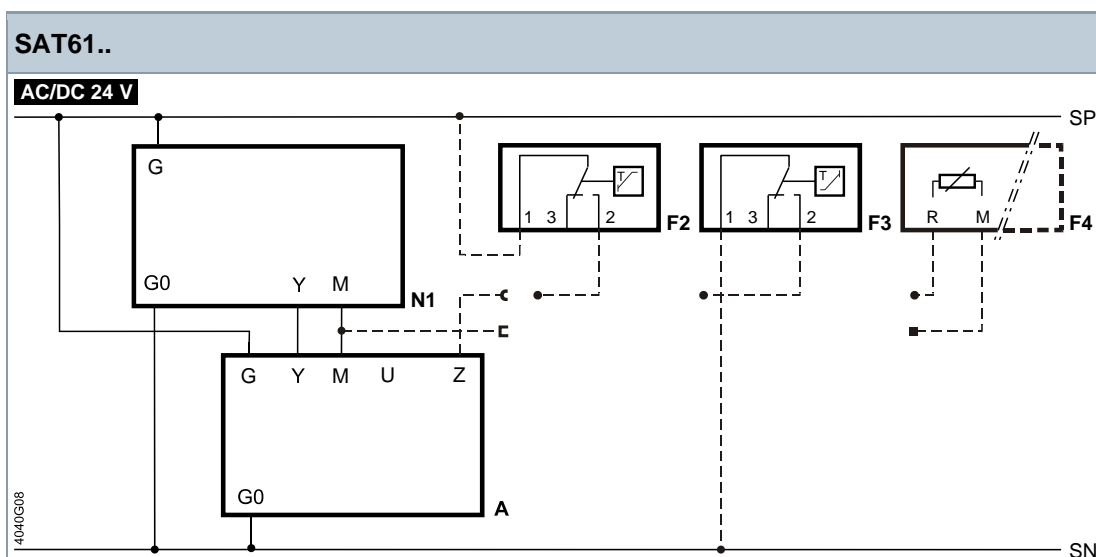 SAT61..
AC/DC 24 V
SP
G
T
T
1 3 2
F2
1 3 2
F3
R M
F4
G0 Y M
N1
G Y M U Z
G0
A
4040G08
SN